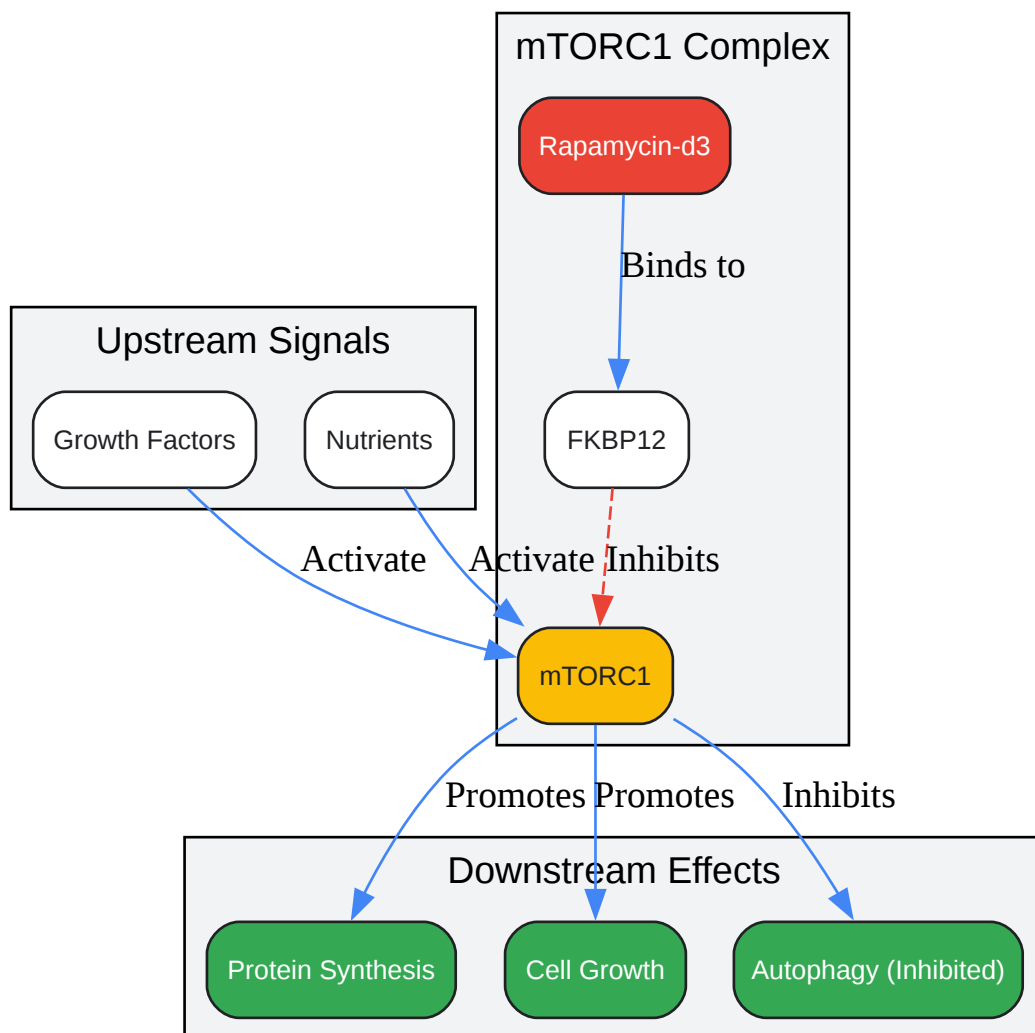 mTORC1 Complex
Rapamycin-d3
Binds to
Upstream Signals
Growth Factors
Nutrients
FKBP12
Activate
Activate
Inhibits
mTORC1
Promotes
Promotes
Inhibits
Downstream Effects
Protein Synthesis
Cell Growth
Autophagy (Inhibited)